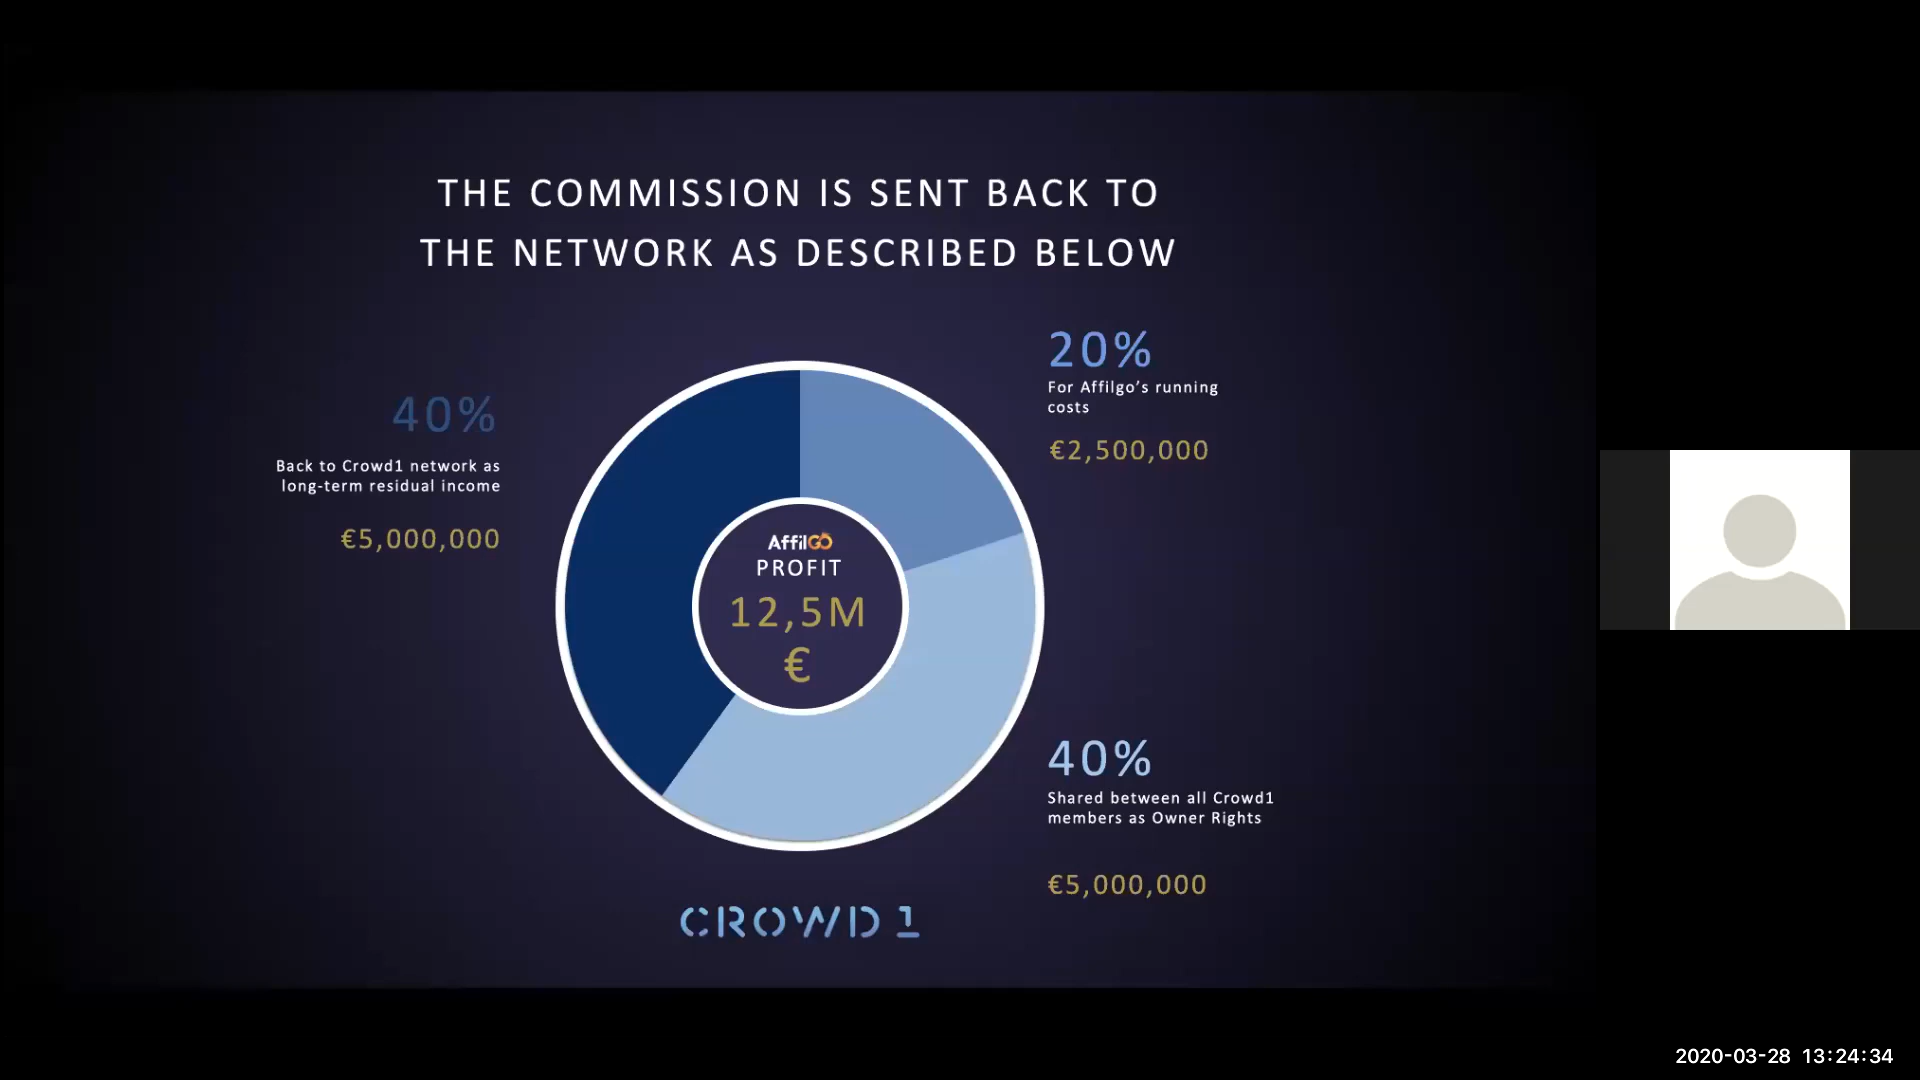 THE COMMISSION IS SENT BACK TO
THE NETWORK AS DESCRIBED BELOW
40%
Back to Crowd1 network as
long-term residual income
€5,000,000
20%
For Affilgo’s running
costs
€2,500,000
AffilGO
PROFIT
12,5M
€
40%
Shared between all Crowd1
members as Owner Rights
€5,000,000
CROWD1
2020-03-28 13:24:34